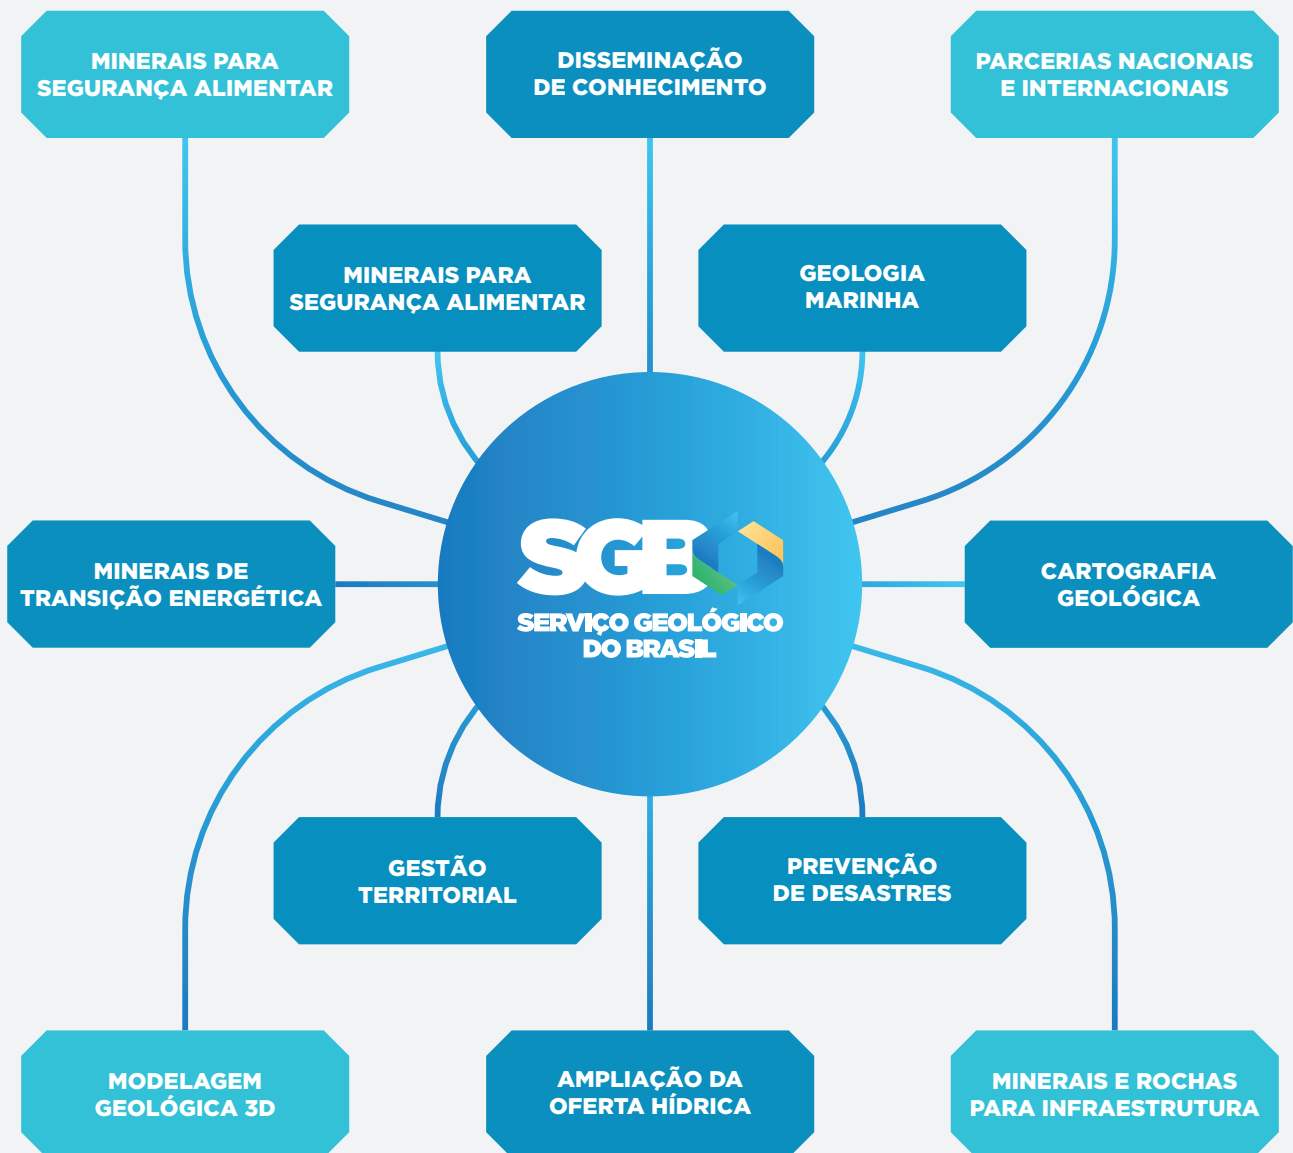 MINERAIS PARA
SEGURANÇA ALIMENTAR
DISSEMINAÇÃO
DE CONHECIMENTO
PARCERIAS NACIONAIS
E INTERNACIONAIS
MINERAIS PARA
SEGURANÇA ALIMENTAR
GEOLOGIA
MARINHA
MINERAIS DE
TRANSIÇÃO ENERGÉTICA
SGB
SERVIÇO GEOLÓGICO
DO BRASIL
CARTOGRAFIA
GEOLÓGICA
GESTÃO
TERRITORIAL
PREVENÇÃO
DE DESASTRES
MODELAGEM
GEOLÓGICA 3D
AMPLIAÇÃO DA
OFERTA HÍDRICA
MINERAIS E ROCHAS
PARA INFRAESTRUTURA